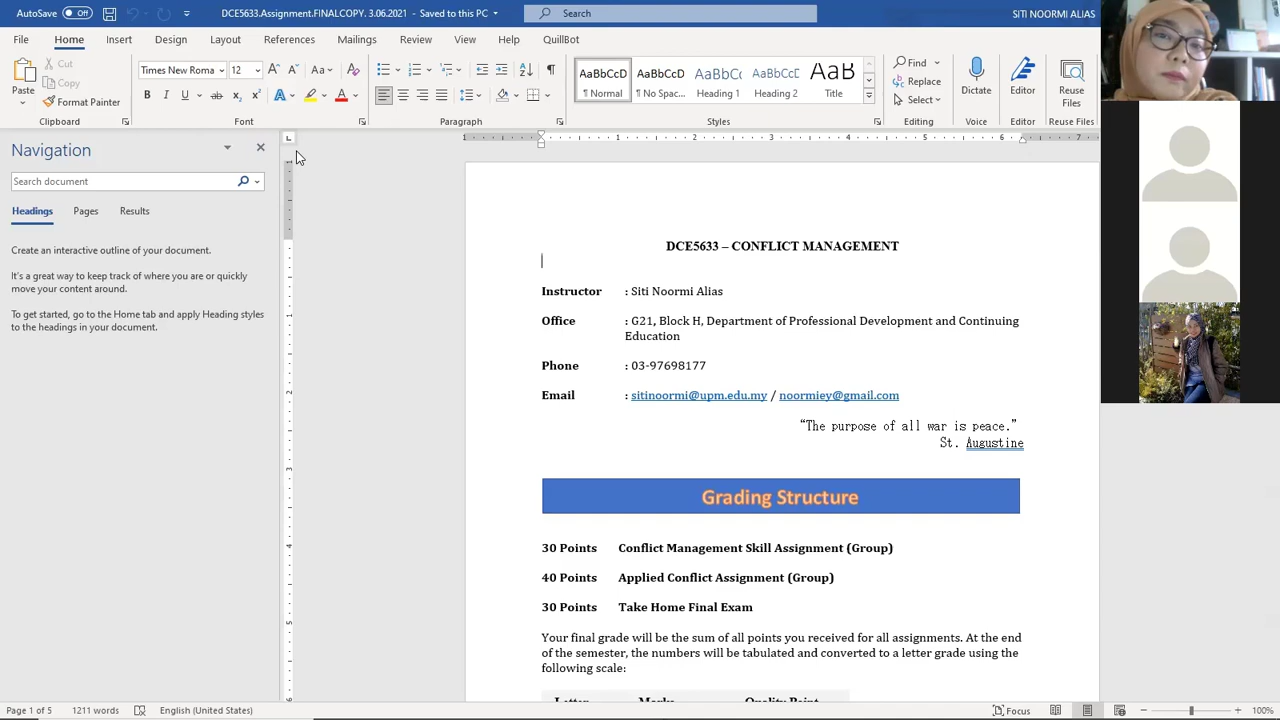 AutoSave Off DCE5633.FINALCOPY. 3.06.2021 - Saved to this PC Search SITI NOORMI ALIAS
File Home Insert Design Layout References Mailings Review View Help QuillBot
Paste Cut Copy Format Painter
Times New Roma 12
AaBbCcD AaBbCcD AaBbCc AaBbCcD AaB
¶ Normal ¶ No Spac... Heading 1 Heading 2 Title
Find Replace Select
Dictate Editor Reuse Files
Clipboard Font Paragraph Styles Editing Voice Editor Reuse Files
Navigation
Search document
Headings Pages Results
Create an interactive outline of your document.
It's a great way to keep track of where you are or quickly
move your content around.
To get started, go to the Home tab and apply Heading styles
to the headings in your document.
DCE5633 – CONFLICT MANAGEMENT
Instructor : Siti Noormi Alias
Office : G21, Block H, Department of Professional Development and Continuing
Education
Phone : 03-97698177
Email : sitinoormi@upm.edu.my / noormiey@gmail.com
“The purpose of all war is peace.”
St. Augustine
Grading Structure
30 Points Conflict Management Skill Assignment (Group)
40 Points Applied Conflict Assignment (Group)
30 Points Take Home Final Exam
Your final grade will be the sum of all points you received for all assignments. At the end
of the semester, the numbers will be tabulated and converted to a letter grade using the
following scale:
Letter Marks Quality Point
Page 1 of 5 1211 words English (United States) Focus 100%